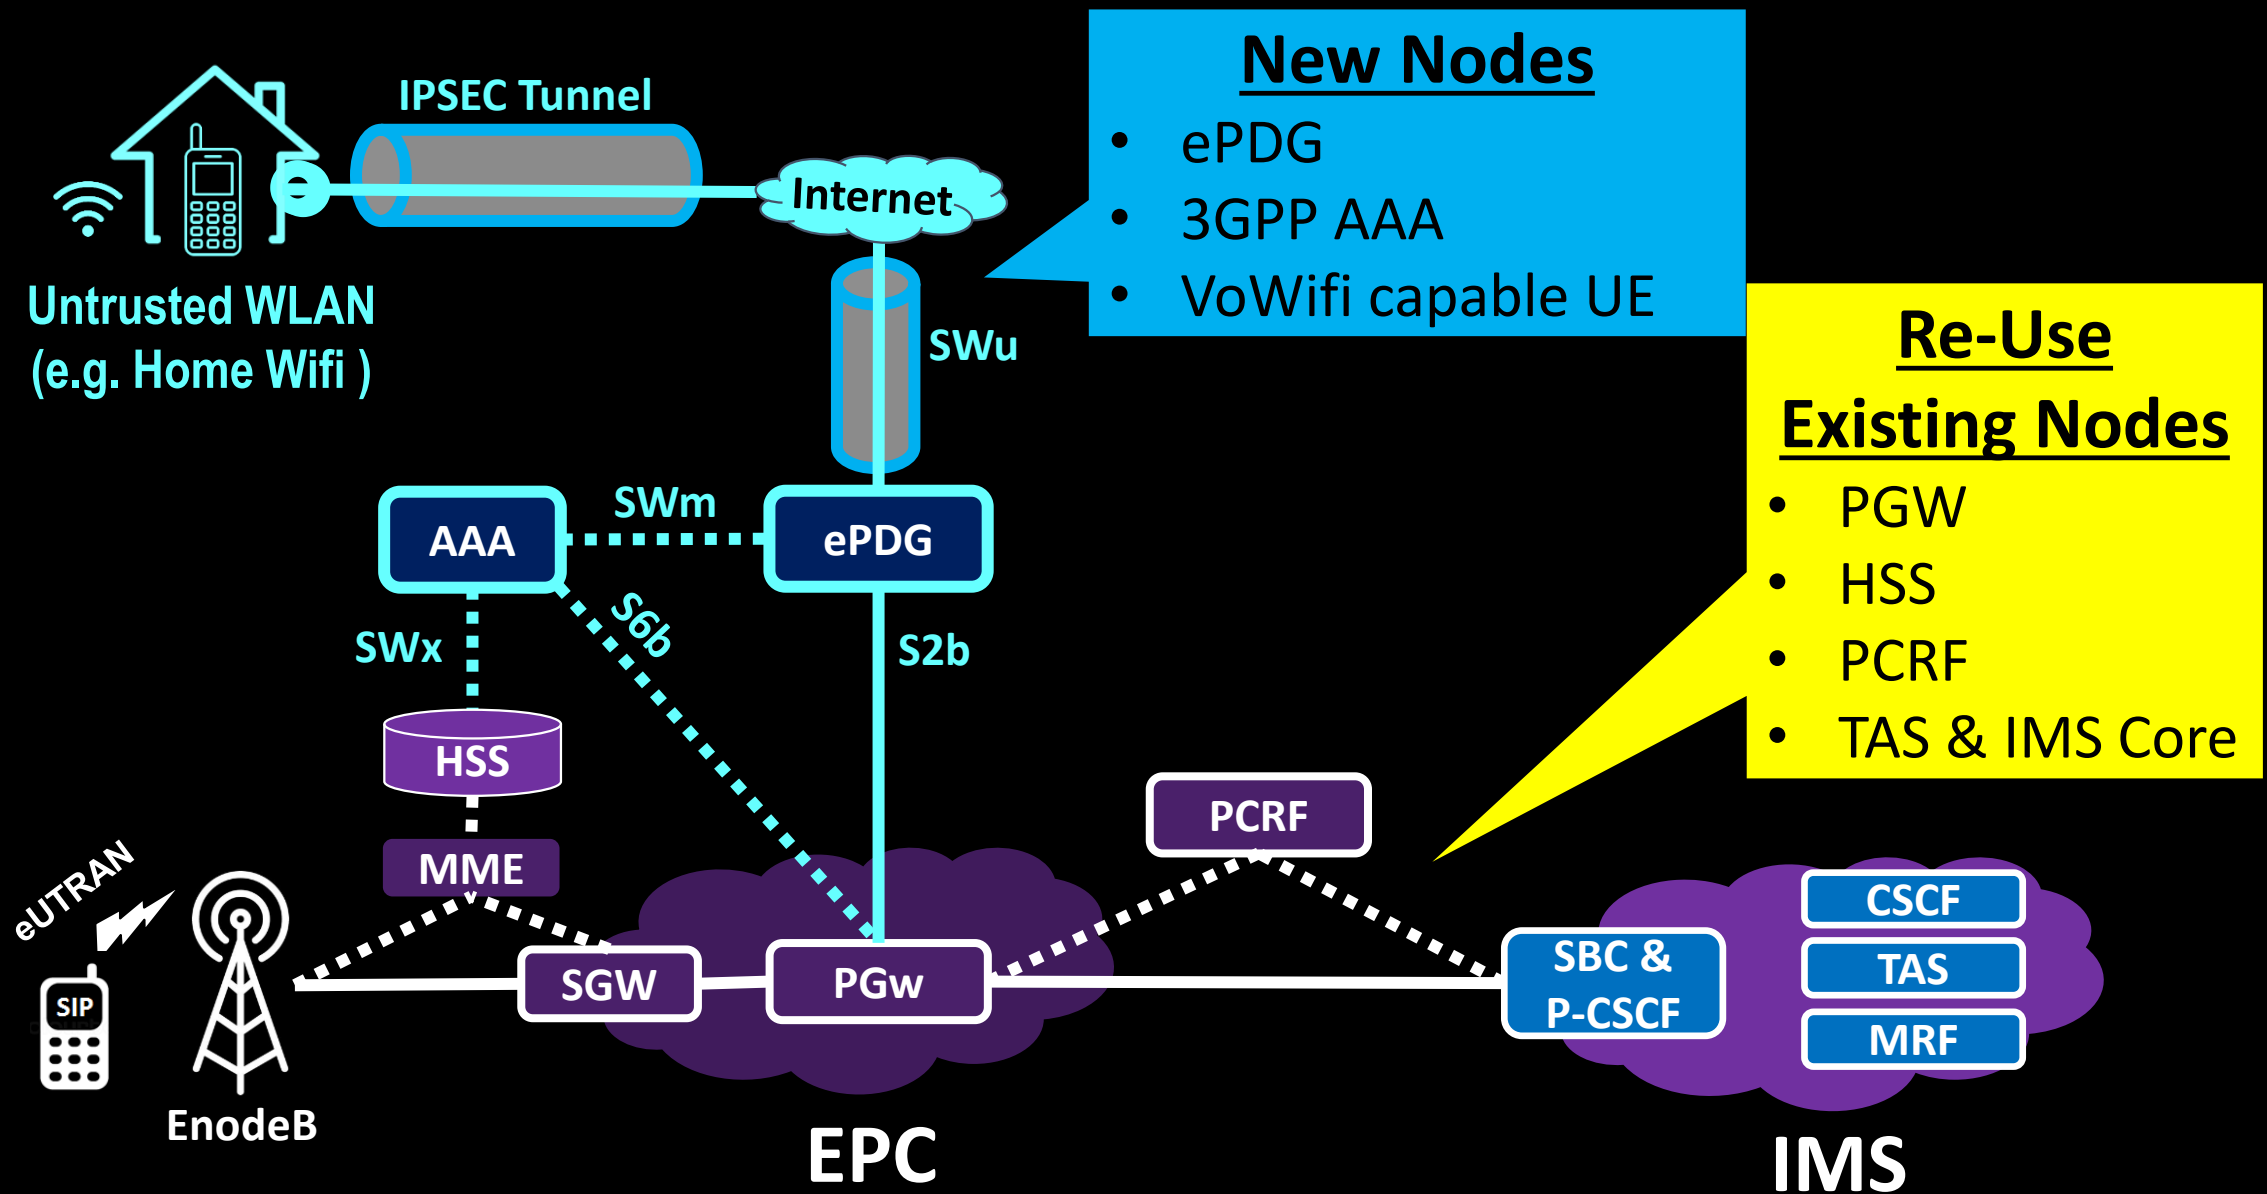 IPSEC Tunnel
Internet
Untrusted WLAN
(e.g. Home Wifi )
New Nodes
• ePDG
• 3GPP AAA
• VoWifi capable UE
SWu
Re-Use
Existing Nodes
• PGW
• HSS
• PCRF
• TAS & IMS Core
AAA
SWm
ePDG
SWx
S6b
S2b
HSS
MME
PCRF
eUTRAN
SIP
EnodeB
SGW
PGw
EPC
SBC &
P-CSCF
CSCF
TAS
MRF
IMS